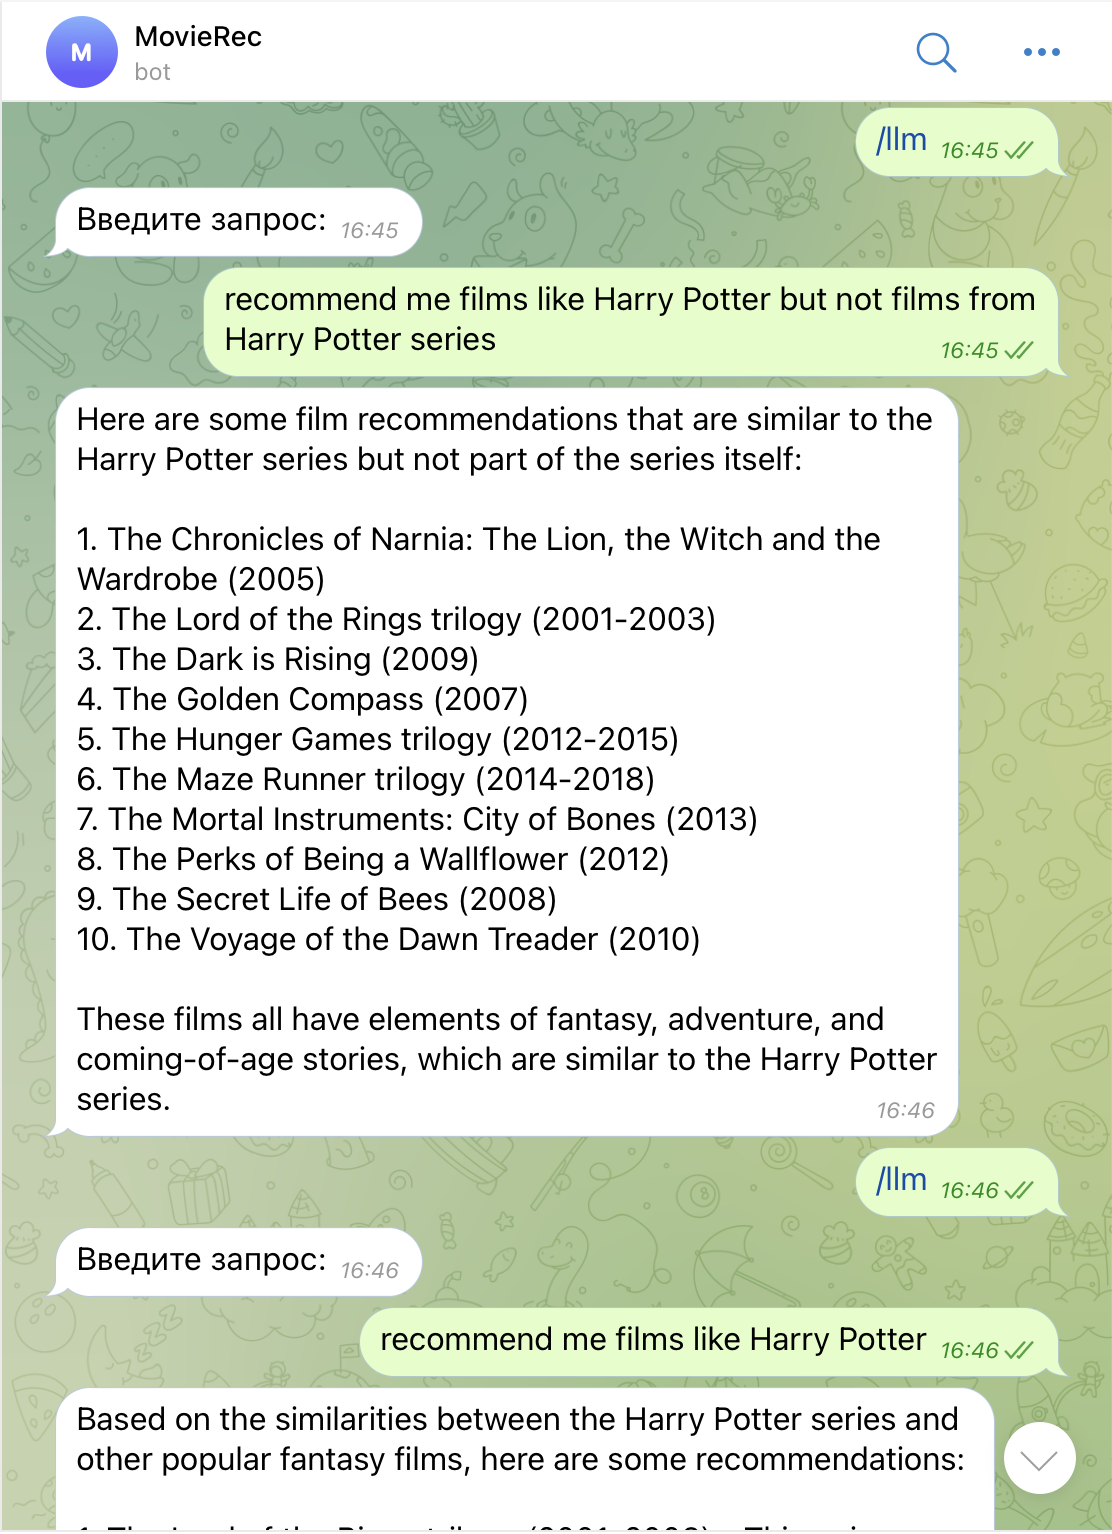 MovieRec
M
bot
/llm 16:45
Введите запрос: 16:45
recommend me films like Harry Potter but not films from
Harry Potter series
16:45
Here are some film recommendations that are similar to the
Harry Potter series but not part of the series itself:
1. The Chronicles of Narnia: The Lion, the Witch and the
Wardrobe (2005)
2. The Lord of the Rings trilogy (2001-2003)
3. The Dark is Rising (2009)
4. The Golden Compass (2007)
5. The Hunger Games trilogy (2012-2015)
6. The Maze Runner trilogy (2014-2018)
7. The Mortal Instruments: City of Bones (2013)
8. The Perks of Being a Wallflower (2012)
9. The Secret Life of Bees (2008)
10. The Voyage of the Dawn Treader (2010)
These films all have elements of fantasy, adventure, and
coming-of-age stories, which are similar to the Harry Potter
series.
16:46
/llm 16:46
Введите запрос: 16:46
recommend me films like Harry Potter 16:46
Based on the similarities between the Harry Potter series and
other popular fantasy films, here are some recommendations: